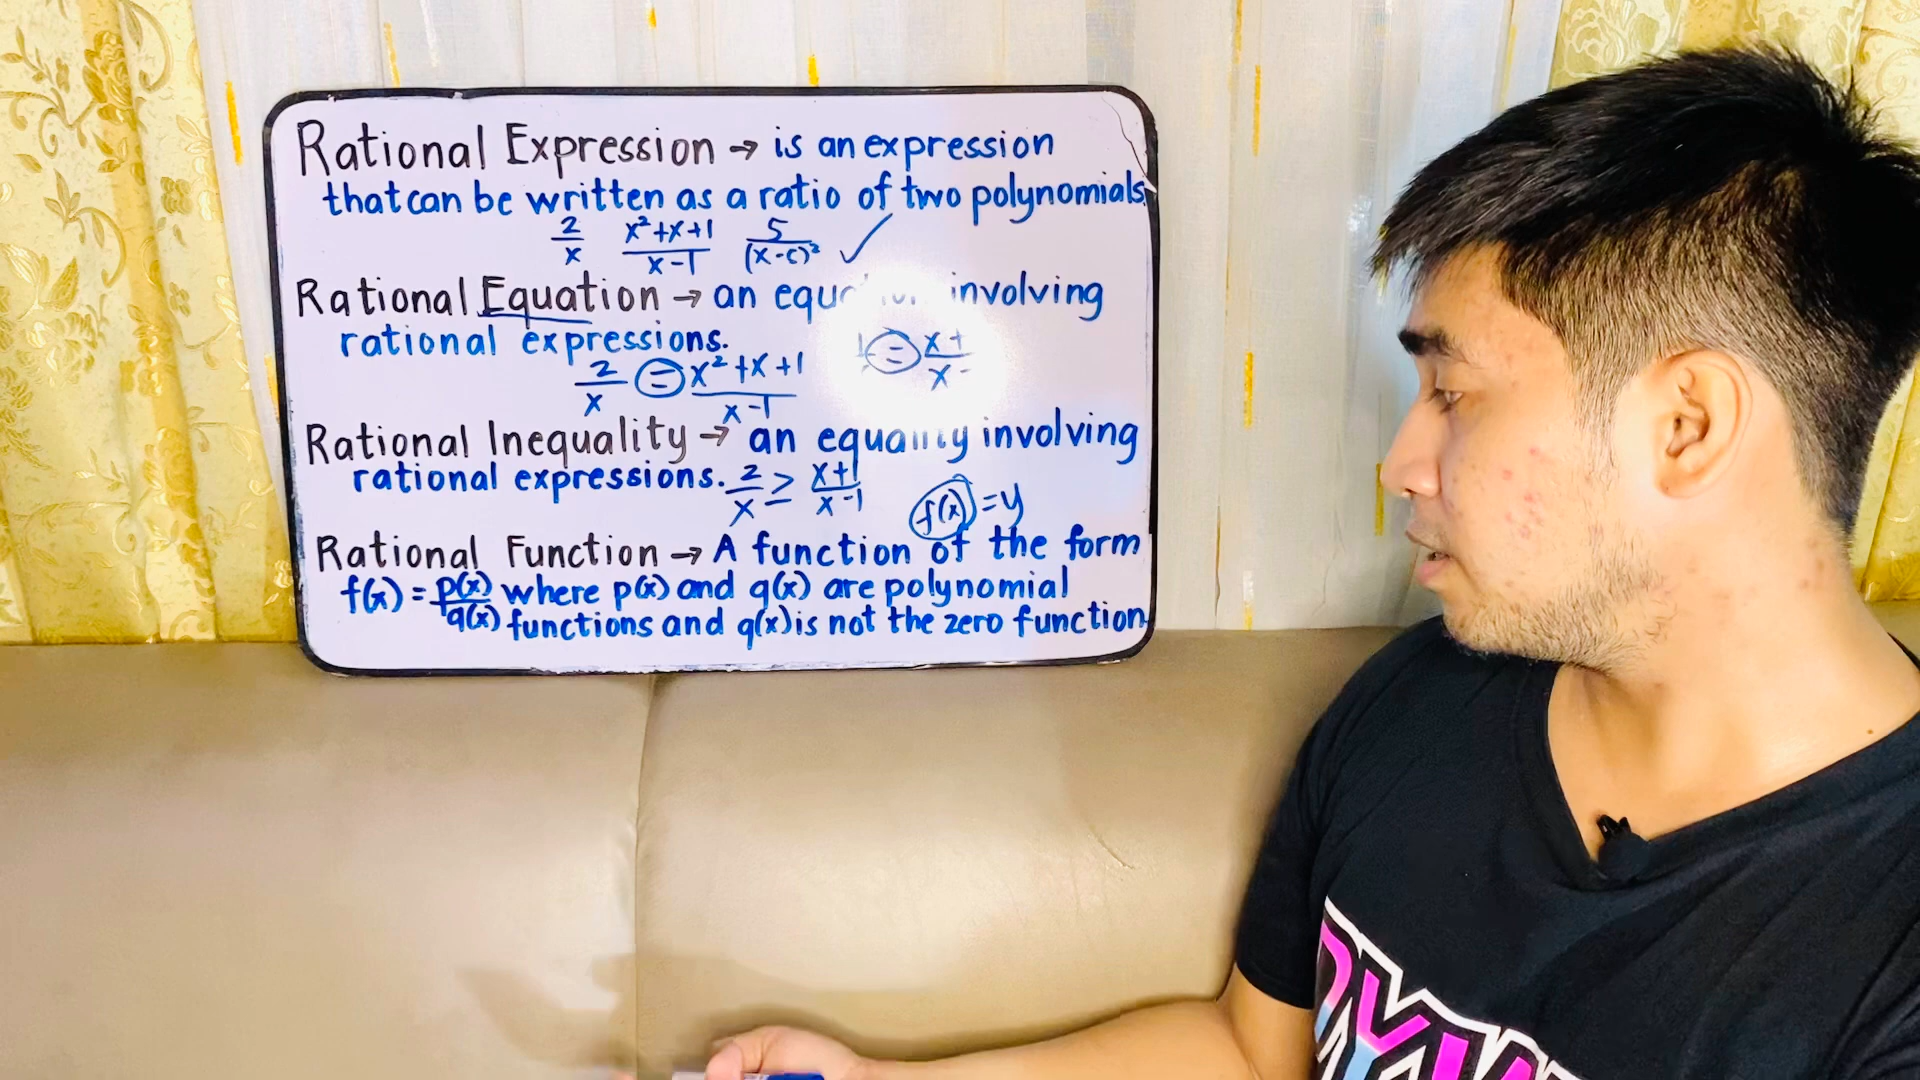 Rational Expression → is an expression
that can be written as a ratio of two polynomials.
2/x (x²+x+1)/(x-1) 5/(x-c)² ✓
Rational Equation → an involving
rational expressions.
2/x = (x²+x+1)/(x-1)
Rational Inequality → an equality involving
rational expressions. 2/x ≥ (x+1)/(x-1)
f(x) = y
Rational Function → A function of the form
f(x) = p(x)/q(x) where p(x) and q(x) are polynomial
functions and q(x) is not the zero function.